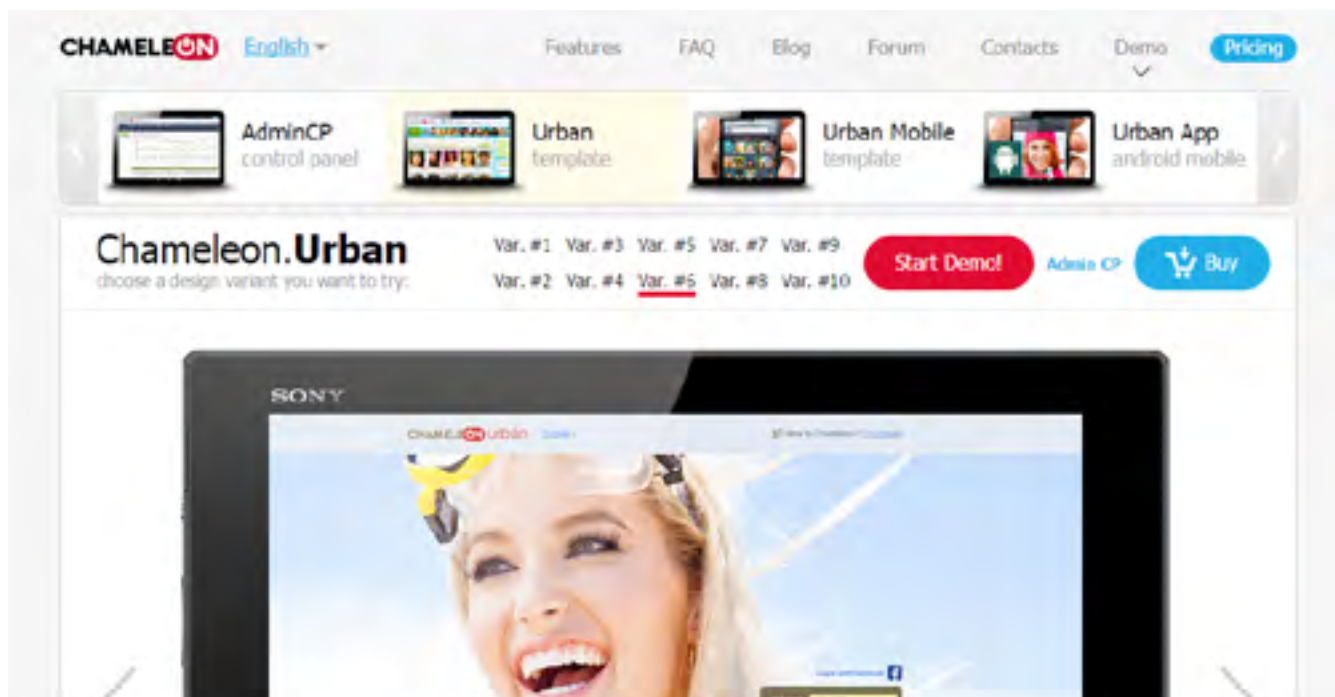 CHAMELEON English Features FAQ Blog Forum Contacts Demo Pricing
AdminCP
control panel
Urban
template
Urban Mobile
template
Urban App
android mobile
Chameleon.Urban
choose a design variant you want to try:
Var. #1 Var. #3 Var. #5 Var. #7 Var. #9
Var. #2 Var. #4 Var. #6 Var. #8 Var. #10
Start Demo!
Admin CP
Buy
SONY
CHAMELEON urban